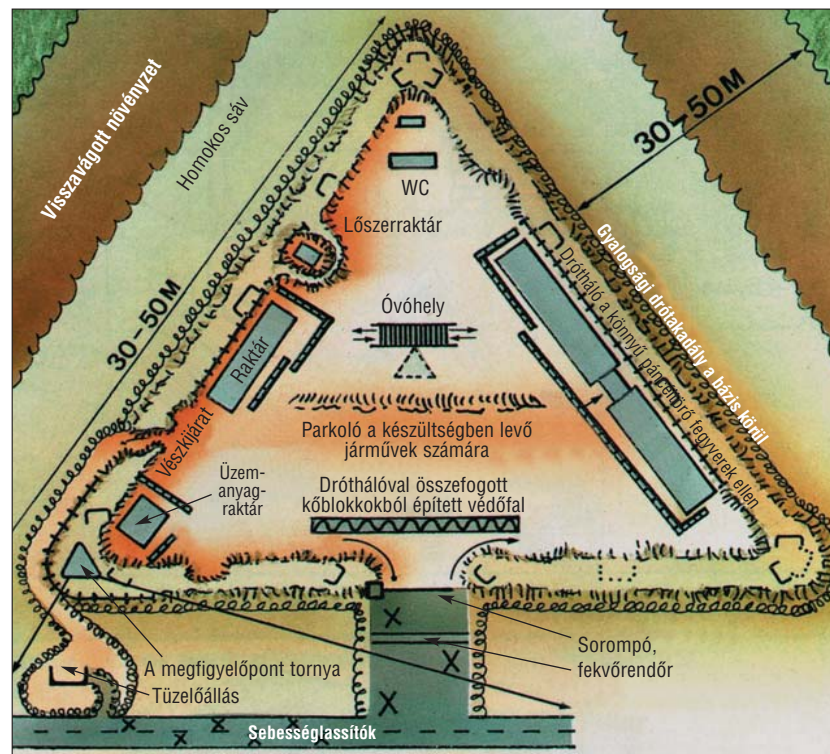 Visszavágott növényzet
Homokos sáv
30–50 M
30–50 M
WC
Lőszerraktár
Gyalogsági drótakadály a bázis körül
Drótháló a könnyű páncéltörő fegyverek ellen
Óvóhely
Raktár
Vészkijárat
Parkoló a készültségben levő
járművek számára
Üzem-
anyag-
raktár
Dróthálóval összefogott
kőblokkokból épített védőfal
Sorompó,
fekvőrendőr
A megfigyelőpont tornya
Tüzelőállás
Sebességlassítók